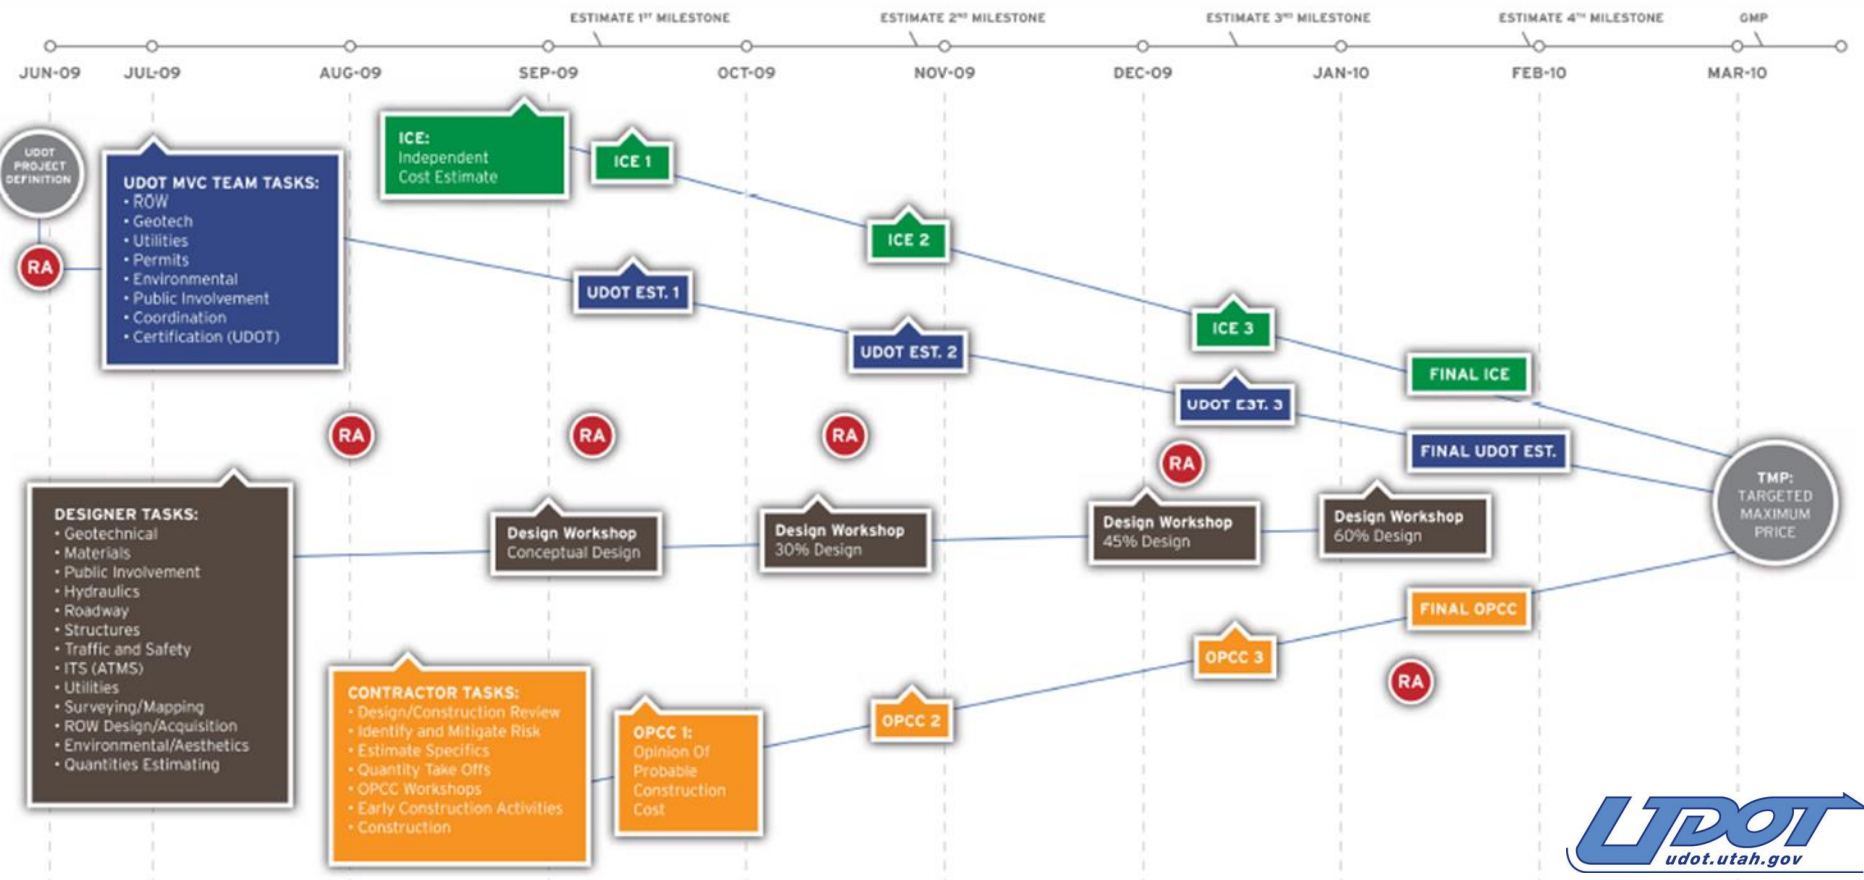 ESTIMATE 1ST MILESTONE
ESTIMATE 2ND MILESTONE
ESTIMATE 3RD MILESTONE
ESTIMATE 4TH MILESTONE
GMP
JUN-09
JUL-09
AUG-09
SEP-09
OCT-09
NOV-09
DEC-09
JAN-10
FEB-10
MAR-10
UDOT
PROJECT
DEFINITION
RA
UDOT MVC TEAM TASKS:
• ROW
• Geotech
• Utilities
• Permits
• Environmental
• Public Involvement
• Coordination
• Certification (UDOT)
ICE:
Independent
Cost Estimate
ICE 1
ICE 2
ICE 3
FINAL ICE
UDOT EST. 1
UDOT EST. 2
UDOT EST. 3
FINAL UDOT EST.
RA
RA
RA
RA
TMP:
TARGETED
MAXIMUM
PRICE
DESIGNER TASKS:
• Geotechnical
• Materials
• Public Involvement
• Hydraulics
• Roadway
• Structures
• Traffic and Safety
• ITS (ATMS)
• Utilities
• Surveying/Mapping
• ROW Design/Acquisition
• Environmental/Aesthetics
• Quantities Estimating
Design Workshop
Conceptual Design
Design Workshop
30% Design
Design Workshop
45% Design
Design Workshop
60% Design
CONTRACTOR TASKS:
• Design/Construction Review
• Identify and Mitigate Risk
• Estimate Specifics
• Quantity Take Offs
• OPCC Workshops
• Early Construction Activities
• Construction
OPCC 1:
Opinion Of
Probable
Construction
Cost
OPCC 2
OPCC 3
FINAL OPCC
RA
UDOT
udot.utah.gov